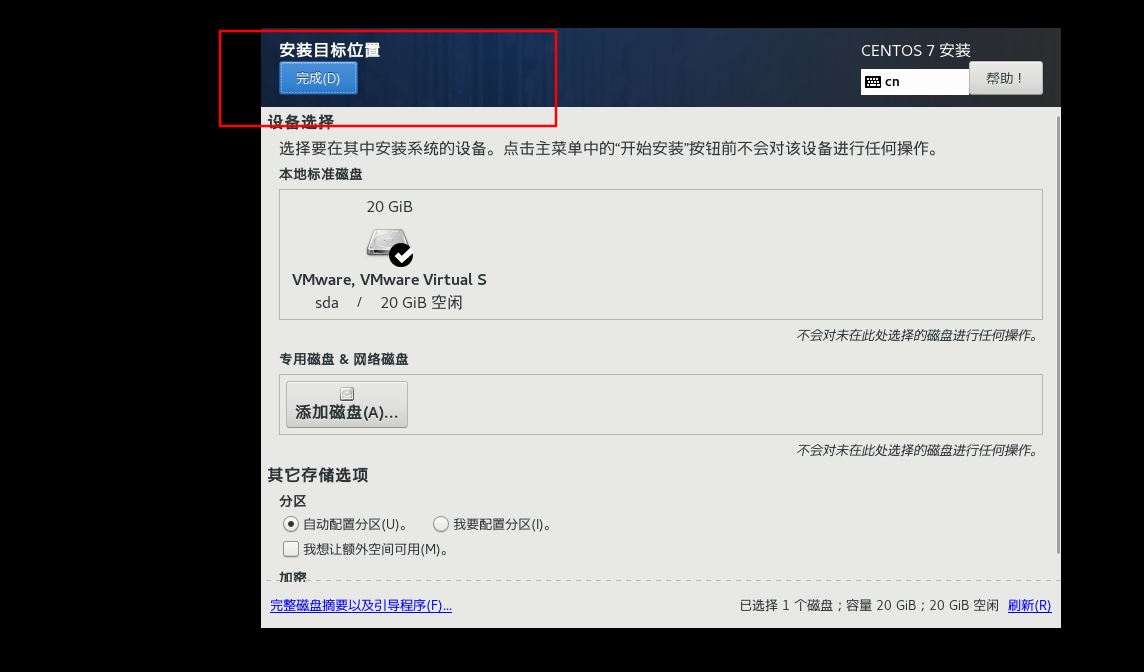 安装目标位置
CENTOS 7 安装
完成(D)
cn
帮助！
设备选择
选择要在其中安装系统的设备。点击主菜单中的“开始安装”按钮前不会对该设备进行任何操作。
本地标准磁盘
20 GiB
VMware, VMware Virtual S
sda / 20 GiB 空闲
不会对未在此处选择的磁盘进行任何操作。
专用磁盘 & 网络磁盘
添加磁盘(A)...
不会对未在此处选择的磁盘进行任何操作。
其它存储选项
分区
自动配置分区(U)。 我要配置分区(I)。
我想让额外空间可用(M)。
加密
完整磁盘摘要以及引导程序(F)... 已选择 1 个磁盘；容量 20 GiB；20 GiB 空闲 刷新(R)